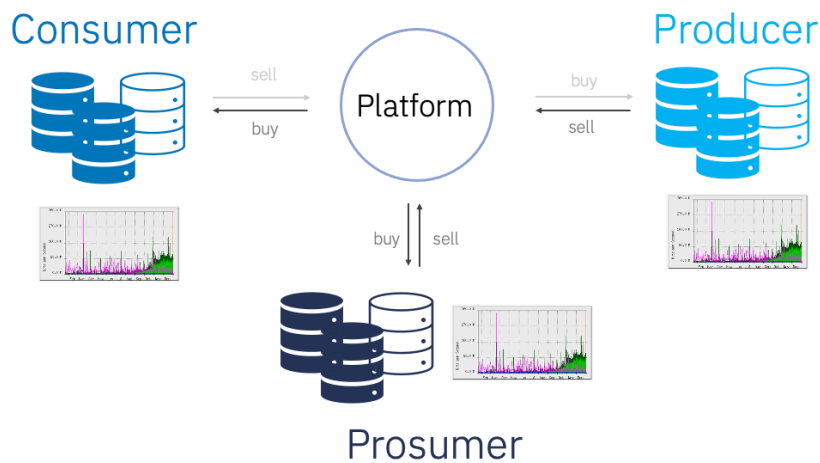 Consumer
Producer
sell
buy
Platform
buy
sell
buy
sell
Prosumer